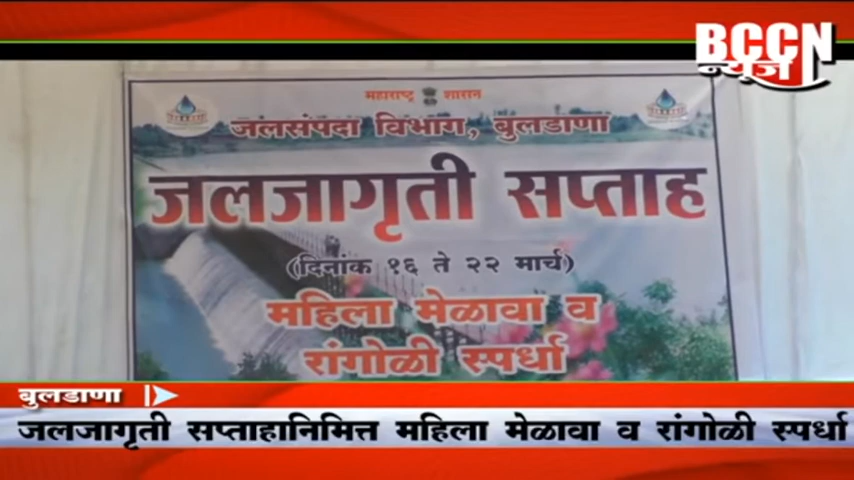 BCCN
न्यूज
महाराष्ट्र शासन
जलसंपदा विभाग, बुलडाणा
जलजागृती सप्ताह
(दिनांक १६ ते २२ मार्च)
महिला मेळावा व
रांगोळी स्पर्धा
बुलडाणा
जलजागृती सप्ताहानिमित्त महिला मेळावा व रांगोळी स्पर्धा